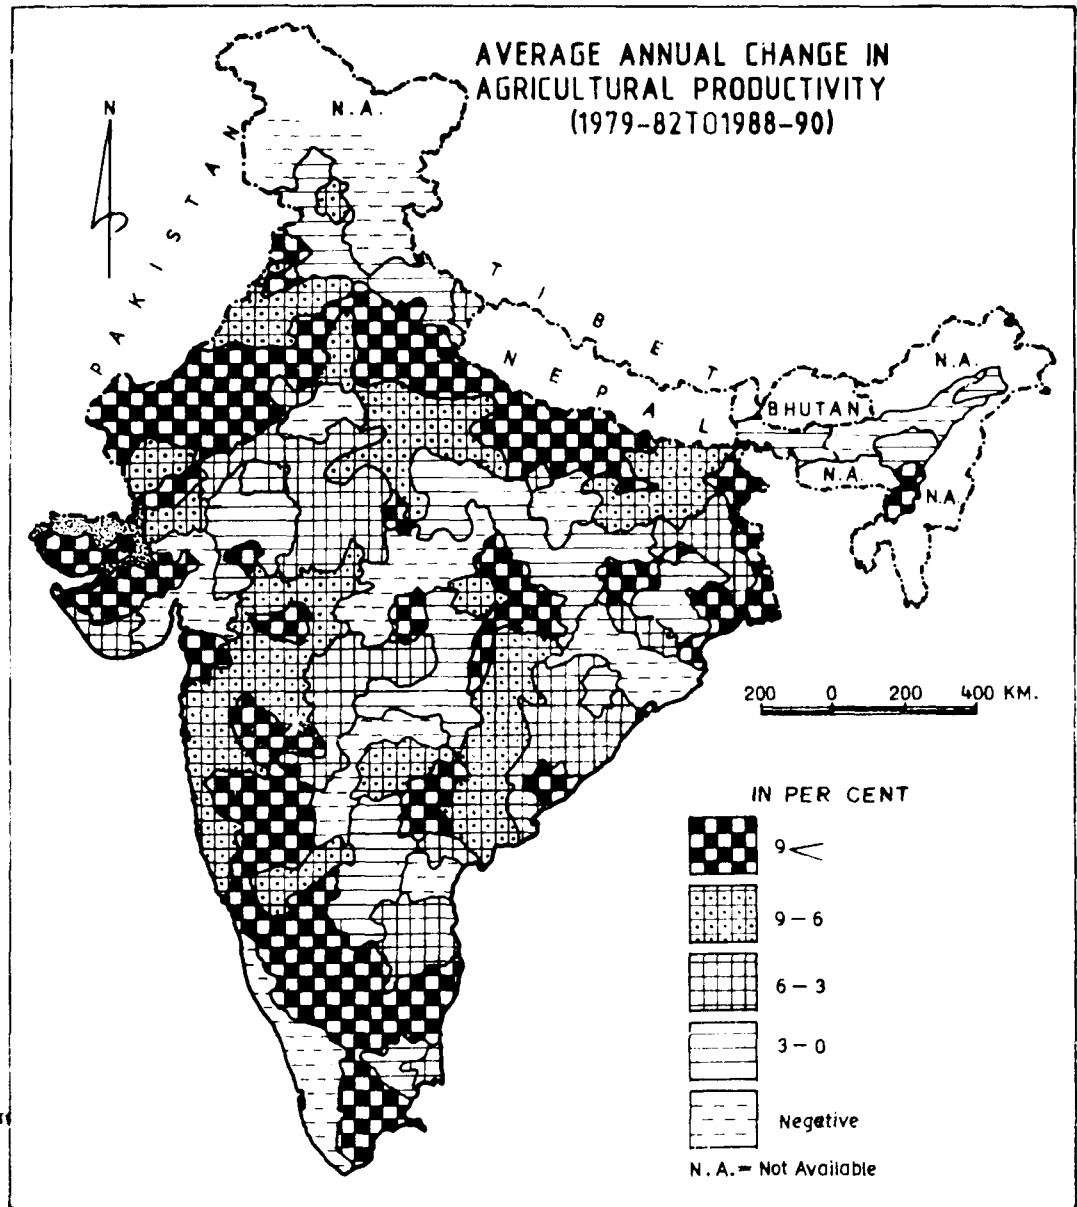 AVERAGE ANNUAL CHANGE IN
AGRICULTURAL PRODUCTIVITY
(1979-82TO1988-90)
N
N.A.
PAKISTAN
TIBET
NEPAL
BHUTAN
N.A.
N.A.
N.A.
200 0 200 400 KM.
IN PER CENT
9<
9-6
6-3
3-0
Negative
N.A.= Not Available